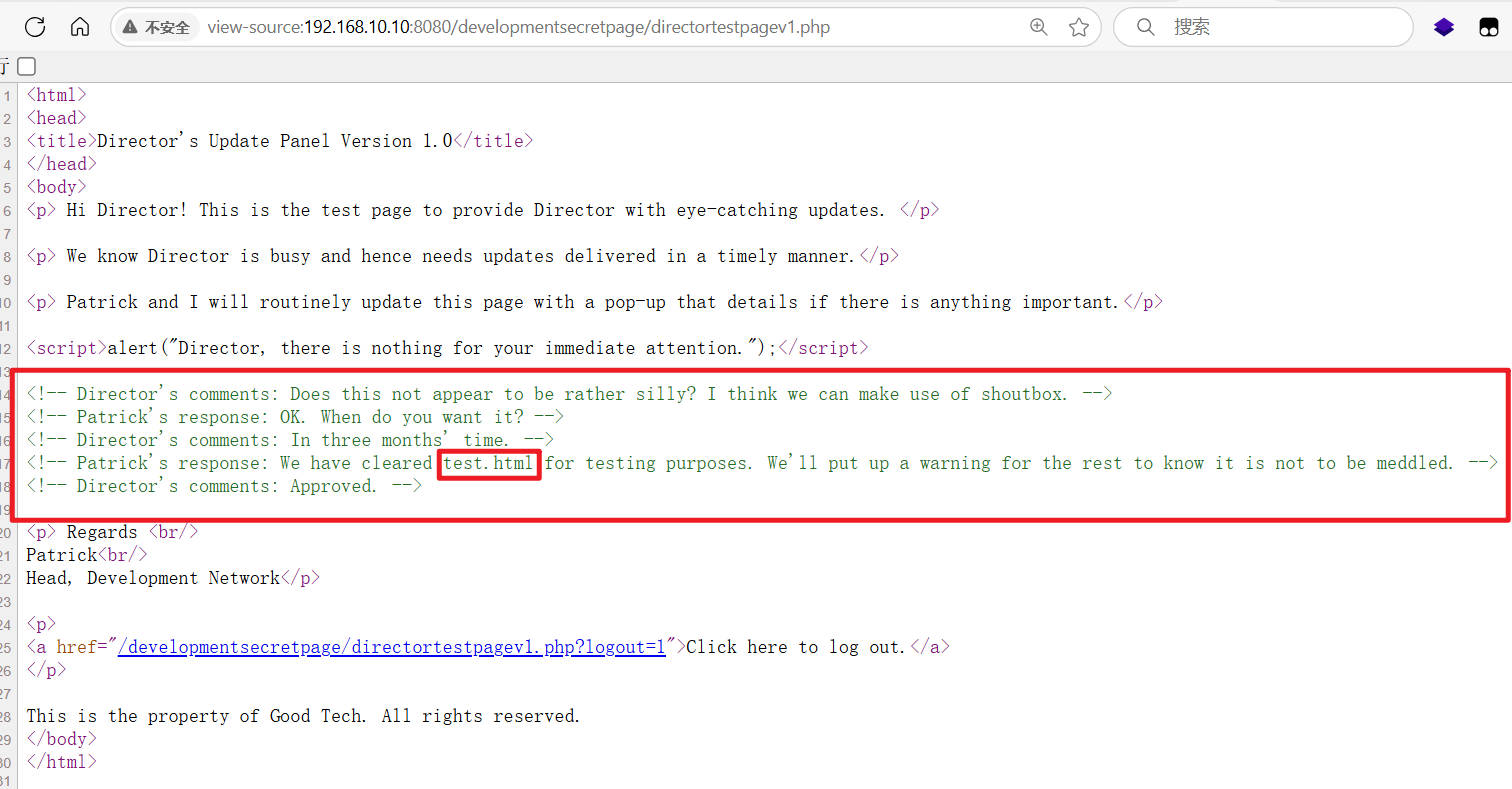 不安全 view-source:192.168.10.10:8080/developmentsecretpage/directortestpagev1.php 搜索
1 <html>
2 <head>
3 <title>Director's Update Panel Version 1.0</title>
4 </head>
5 <body>
6 <p> Hi Director! This is the test page to provide Director with eye-catching updates. </p>
7
8 <p> We know Director is busy and hence needs updates delivered in a timely manner.</p>
9
10 <p> Patrick and I will routinely update this page with a pop-up that details if there is anything important.</p>
11
12 <script>alert("Director, there is nothing for your immediate attention.");</script>
13
14 <!-- Director's comments: Does this not appear to be rather silly? I think we can make use of shoutbox. -->
15 <!-- Patrick's response: OK. When do you want it? -->
16 <!-- Director's comments: In three months' time. -->
17 <!-- Patrick's response: We have cleared test.html for testing purposes. We'll put up a warning for the rest to know it is not to be meddled. -->
18 <!-- Director's comments: Approved. -->
19
20 <p> Regards <br/>
21 Patrick<br/>
22 Head, Development Network</p>
23
24 <p>
25 <a href="/developmentsecretpage/directortestpagev1.php?logout=1">Click here to log out.</a>
26 </p>
27
28 This is the property of Good Tech. All rights reserved.
29 </body>
30 </html>
31